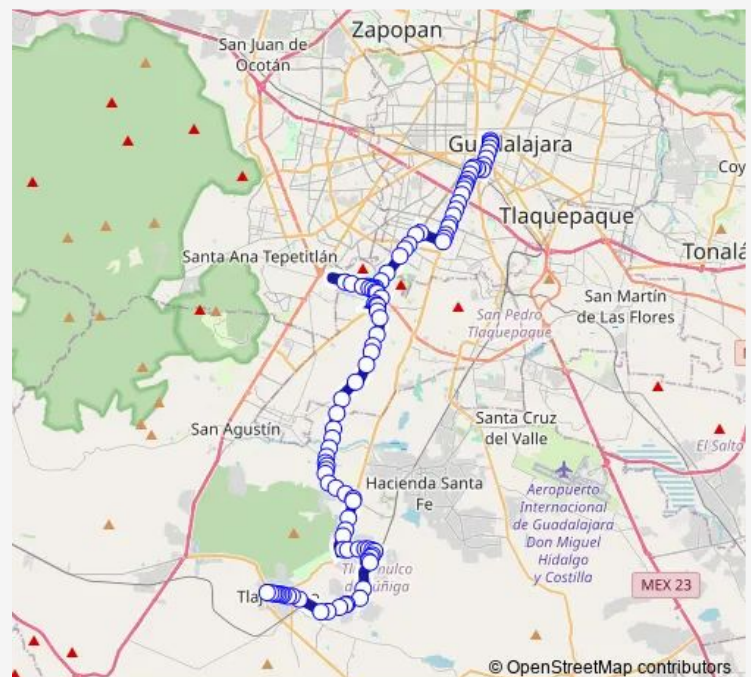 Zapopan
San Juan de
Ocotán
Guadalajara
Coy
Tlaquepaque
Tonalá
Santa Ana Tepetitlán
San Martín
de Las Flores
San Pedro
Tlaquepaque
San Agustín
Santa Cruz
del Valle
El Salto
Hacienda Santa
Fe
Aeropuerto
Internacional
de Guadalajara
Don Miguel
Hidalgo
y Costilla
MEX 23
© OpenStreetMap contributors